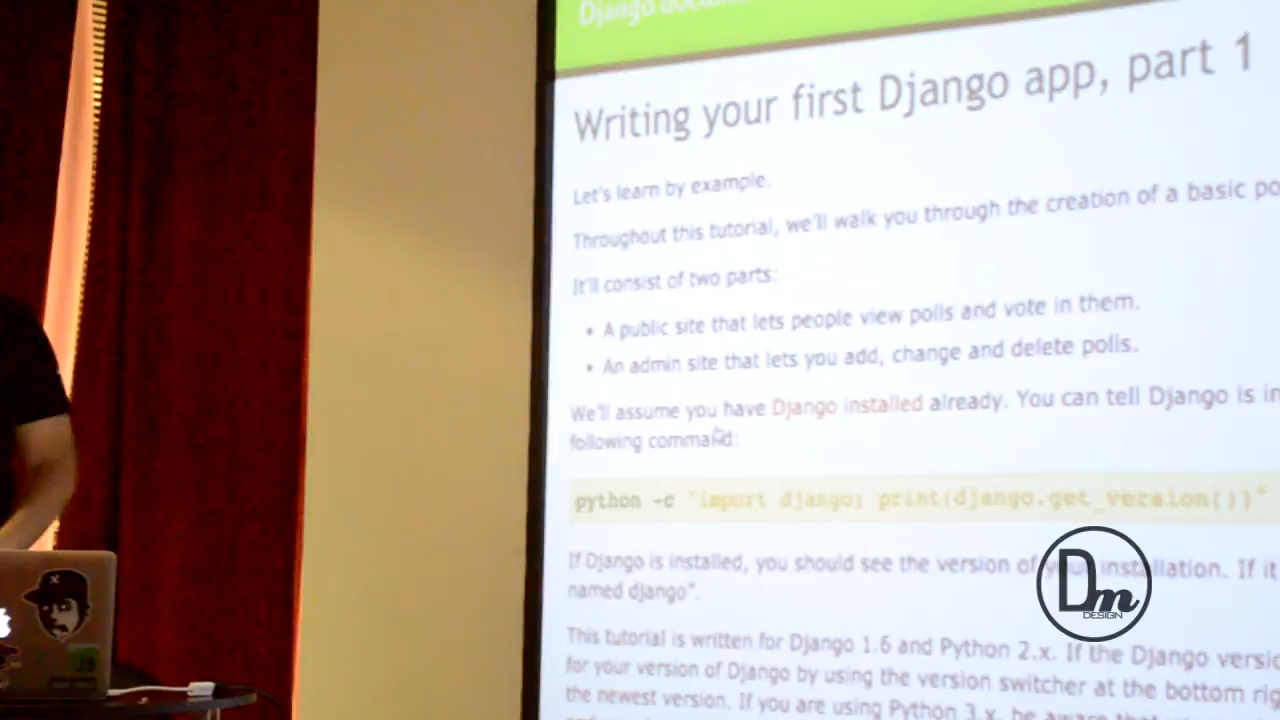 Django docum
Writing your first Django app, part 1
Let's learn by example.
Throughout this tutorial, we'll walk you through the creation of a basic po
It'll consist of two parts:
• A public site that lets people view polls and vote in them.
• An admin site that lets you add, change and delete polls.
We'll assume you have Django installed already. You can tell Django is in
following command:
python -c "import django; print(django.get_version())"
If Django is installed, you should see the version of your installation. If it
named django".
This tutorial is written for Django 1.6 and Python 2.x. If the Django versio
for your version of Django by using the version switcher at the bottom rig
the newest version. If you are using Python 3.x, be aware tha
Dm
DESIGN
X
JS